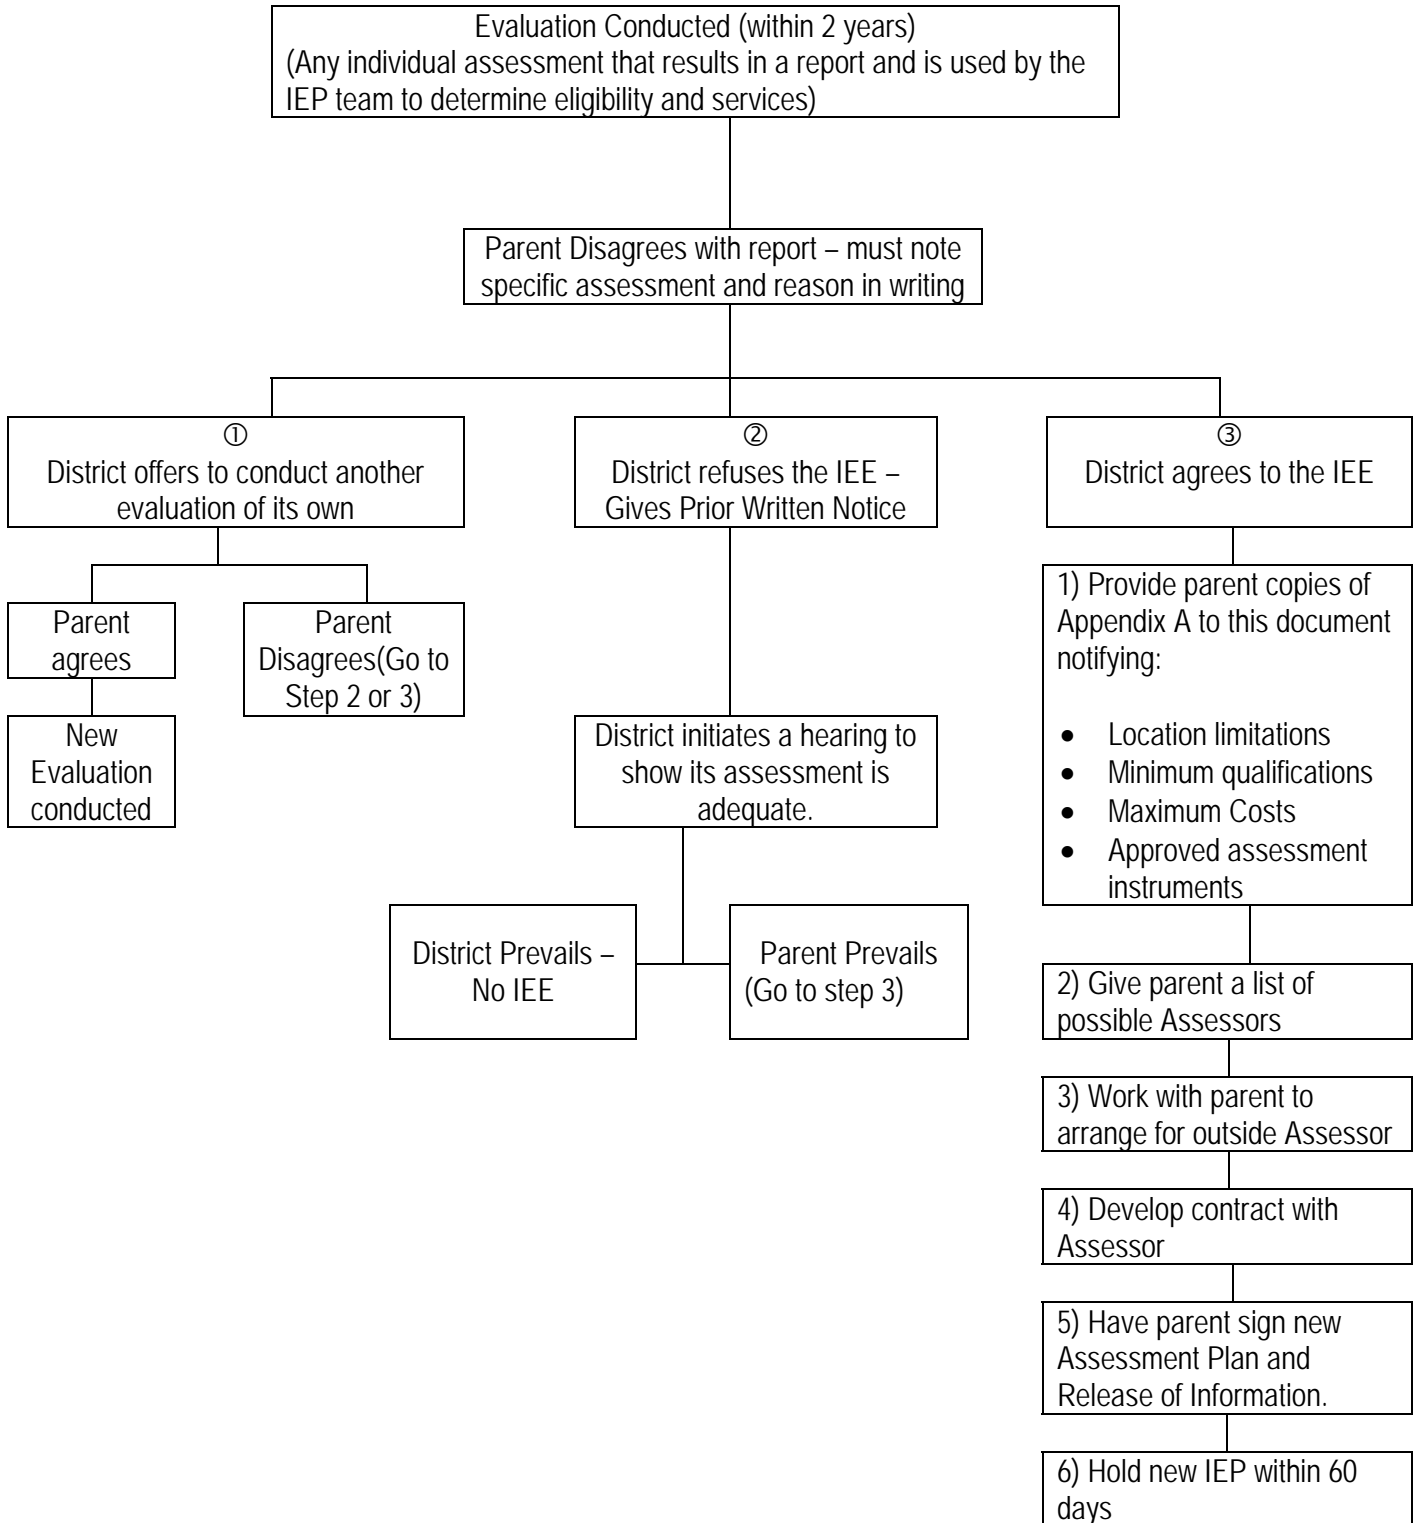 Evaluation Conducted (within 2 years)
(Any individual assessment that results in a report and is used by the
IEP team to determine eligibility and services)
Parent Disagrees with report – must note
specific assessment and reason in writing
①
District offers to conduct another
evaluation of its own
Parent
agrees
New
Evaluation
conducted
Parent
Disagrees(Go to
Step 2 or 3)
②
District refuses the IEE –
Gives Prior Written Notice
District initiates a hearing to
show its assessment is
adequate.
District Prevails –
No IEE
Parent Prevails
(Go to step 3)
③
District agrees to the IEE
1) Provide parent copies of
Appendix A to this document
notifying:
• Location limitations
• Minimum qualifications
• Maximum Costs
• Approved assessment
instruments
2) Give parent a list of
possible Assessors
3) Work with parent to
arrange for outside Assessor
4) Develop contract with
Assessor
5) Have parent sign new
Assessment Plan and
Release of Information.
6) Hold new IEP within 60
days